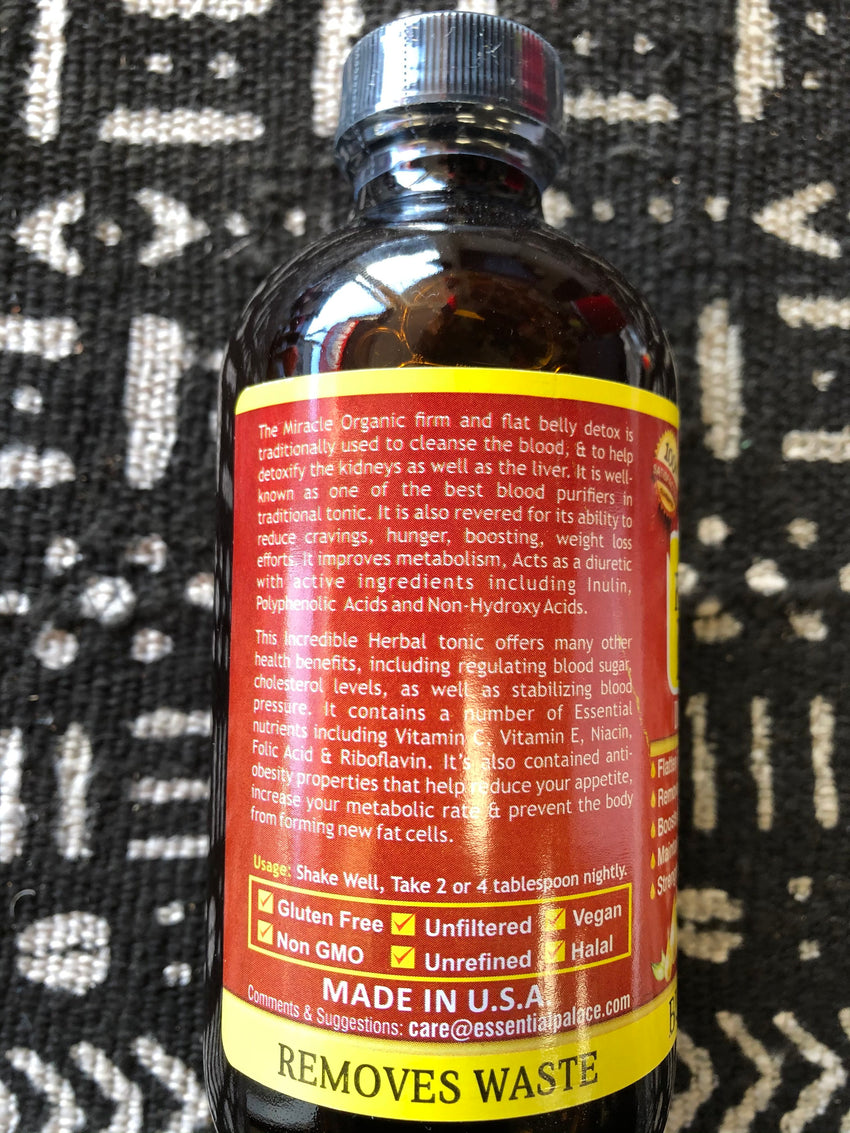 The Miracle Organic firm and flat belly detox is
traditionally used to cleanse the blood, & to help
detoxify the kidneys as well as the liver. It is well-
known as one of the best blood purifiers in
traditional tonic. It is also revered for its ability to
reduce cravings, hunger, boosting, weight loss
efforts. It improves metabolism, Acts as a diuretic
with active ingredients including Inulin,
Polyphenolic Acids and Non-Hydroxy Acids.
This Incredible Herbal tonic offers many other
health benefits, including regulating blood sugar,
cholesterol levels, as well as stabilizing blood
pressure. It contains a number of Essential
nutrients including Vitamin C, Vitamin E, Niacin,
Folic Acid & Riboflavin. It's also contained anti-
obesity properties that help reduce your appetite,
increase your metabolic rate & prevent the body
from forming new fat cells.
Usage: Shake Well, Take 2 or 4 tablespoon nightly.
Gluten Free Unfiltered Vegan
Non GMO Unrefined Halal
MADE IN U.S.A.
Comments & Suggestions: care@essentialpalace.com
REMOVES WASTE